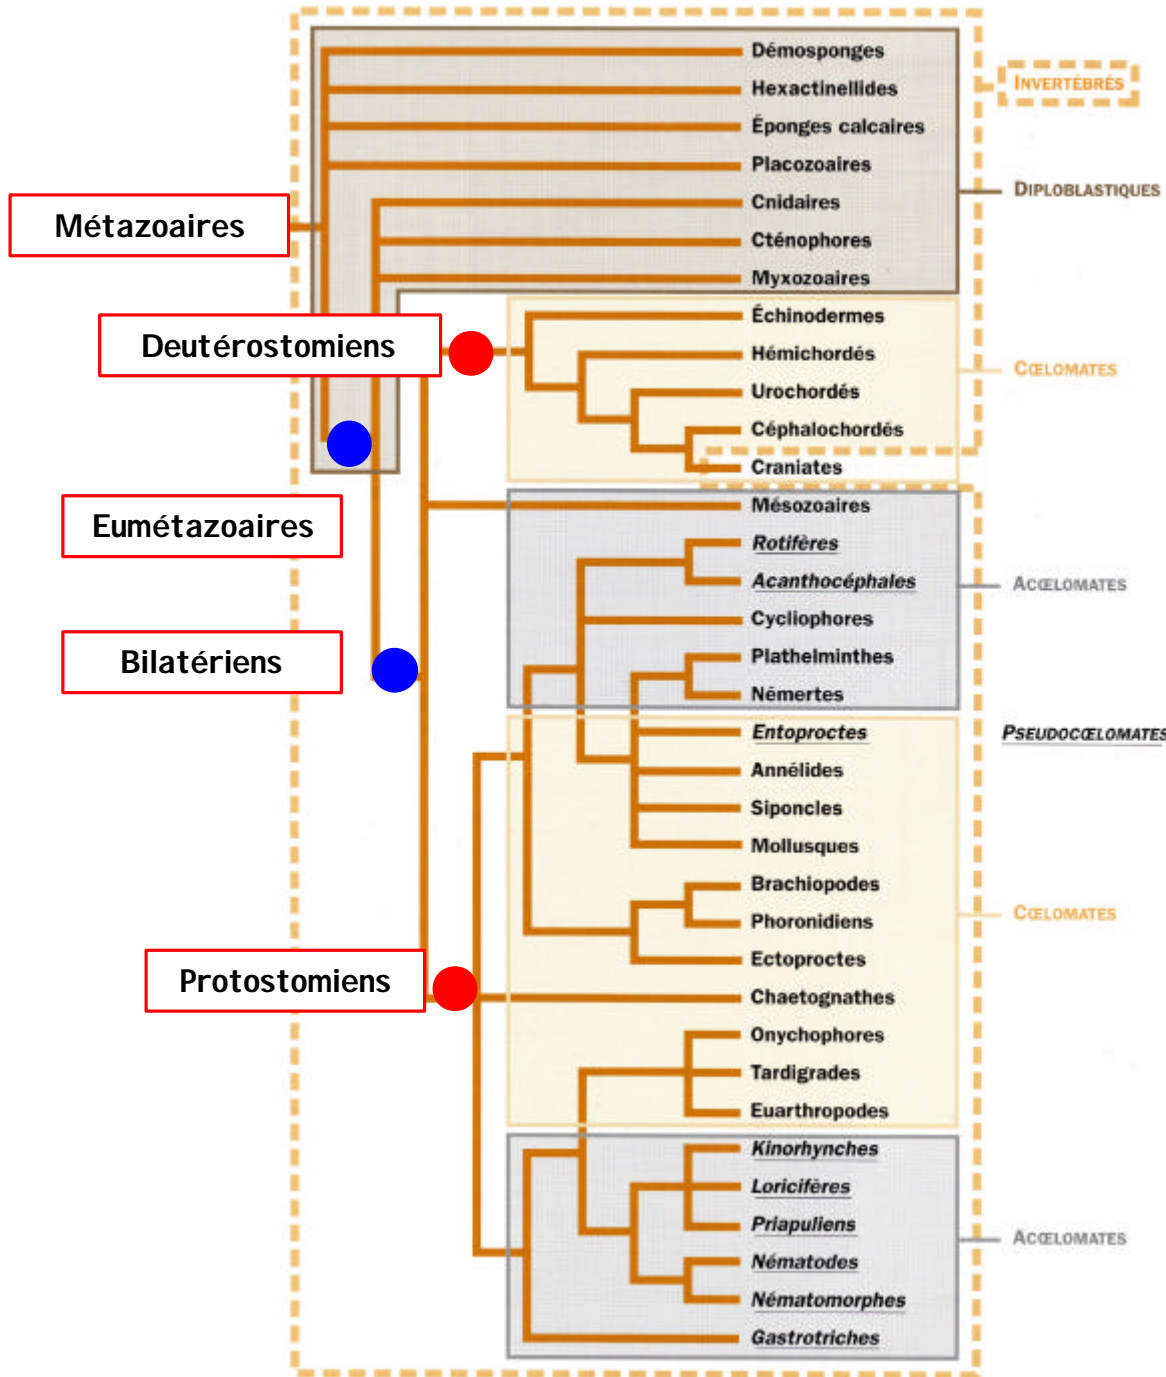 Démosponges
INVERTÉBRÉS
Hexactinellides
Éponges calcaires
Placozoaires
DIPLOBLASTIQUES
Cnidaires
Métazoaires
Cténophores
Myxozoaires
Échinodermes
Deutérostomiens
Hémichordés
CŒLOMATES
Urochordés
Céphalochordés
Craniates
Mésozoaires
Eumétazoaires
Rotifères
Acanthocéphales
ACŒLOMATES
Cycliophores
Plathelminthes
Bilatériens
Némertes
Entoproctes
PSEUDOCŒLOMATES
Annélides
Siponcles
Mollusques
Brachiopodes
CŒLOMATES
Phoronidiens
Ectoproctes
Protostomiens
Chaetognathes
Onychophores
Tardigrades
Euarthropodes
Kinorhynches
Loricifères
Priapuliens
ACŒLOMATES
Nématodes
Nématomorphes
Gastrotriches